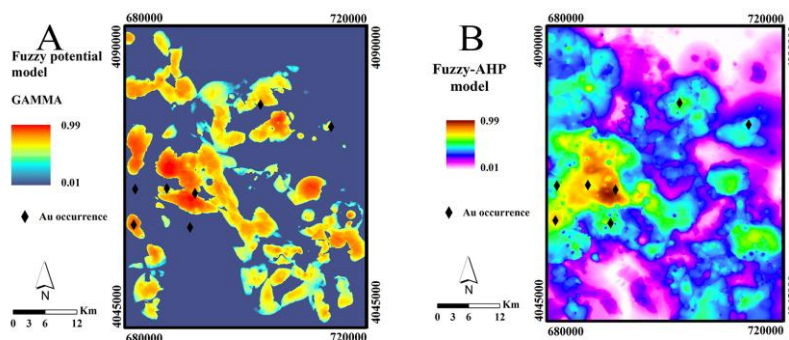 680000
720000
A
Fuzzy potential
model
GAMMA
0.99
0.01
Au occurrence
N
Km
0 3 6 12
4090000
4090000
4045000
4045000
680000
720000
680000
720000
B
Fuzzy-AHP
model
0.99
0.01
Au occurrence
N
Km
0 3 6 12
4090000
4045000
4045000
680000
720000